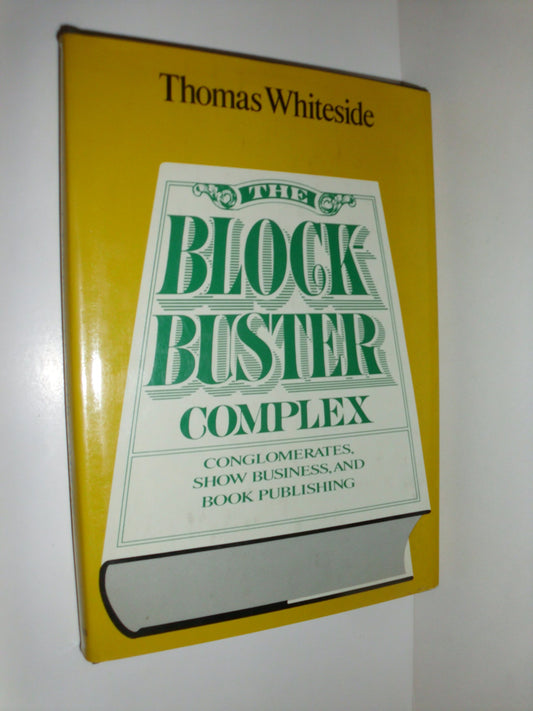 Thomas Whiteside
THE
BLOCK-
BUSTER
COMPLEX
CONGLOMERATES,
SHOW BUSINESS, AND
BOOK PUBLISHING